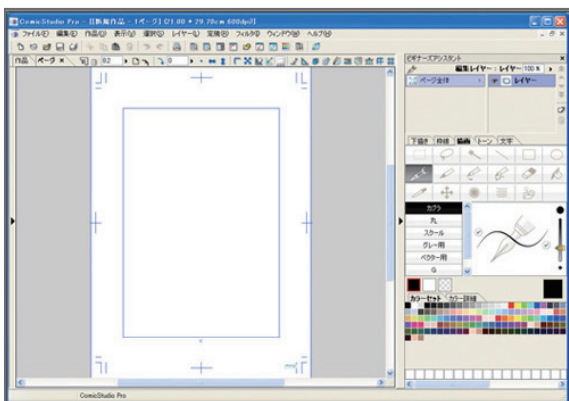 ComicStudio Pro - [新規作品 - 1ページ] (21.00 * 29.70cm 600dpi)
ファイル(F) 編集(E) 作品(O) 表示(V) 選択(S) レイヤー(L) 定規(R) フィルタ(I) ウィンドウ(W) ヘルプ(H)
作品 ページ × 0.2 0
ビギナーズアシスタント
編集レイヤー : レイヤー 100 %
ページ全体 レイヤー
下描き 枠線 描画 トーン 文字
カブラ
丸
スクール
グレー用
ベクター用
G
カラーセット カラー詳細
ComicStudio Pro